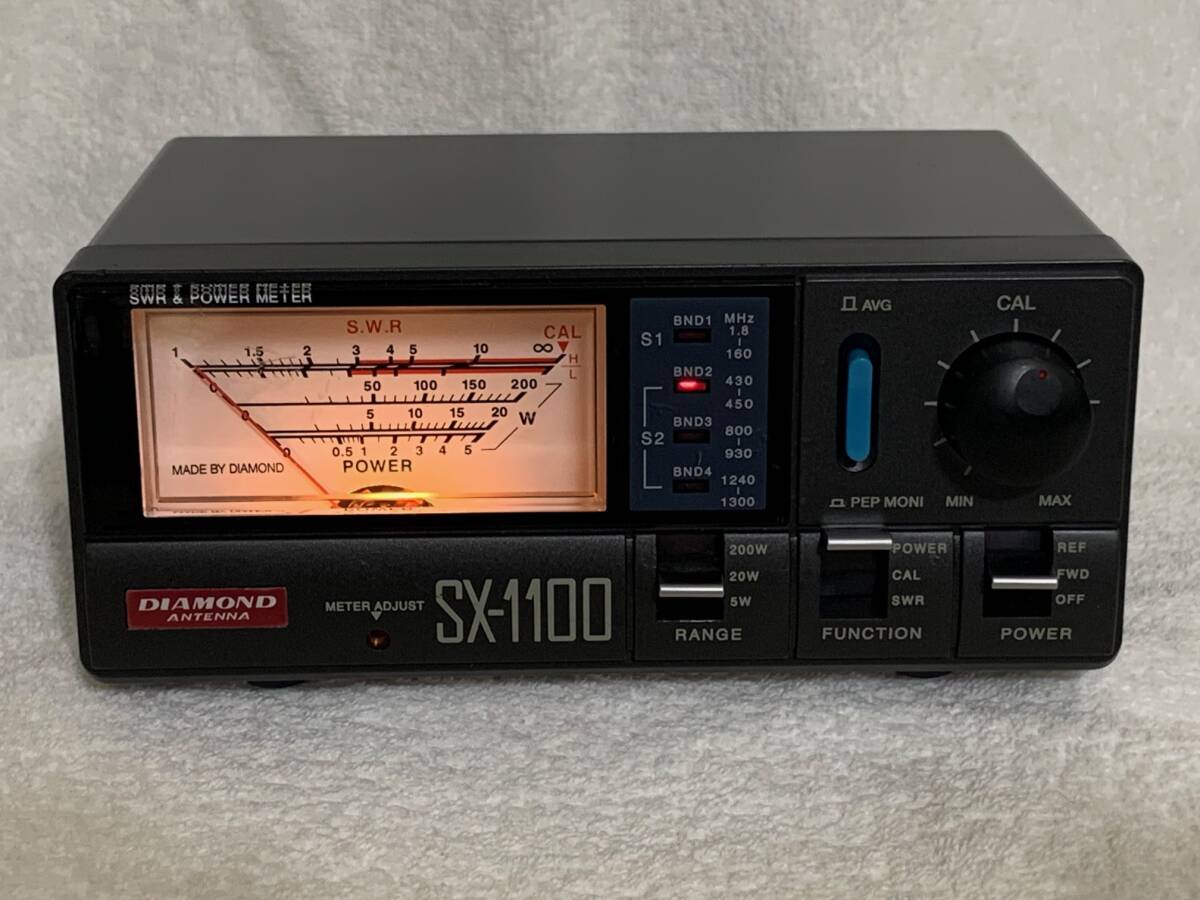 SWR & POWER METER
S.W.R
CAL
1 1.5 2 3 4 5 10 ∞
H
L
0 50 100 150 200
0 5 10 15 20
W
0 0.5 1 2 3 4 5
MADE BY DIAMOND
POWER
S1
BND1
MHz
1.8
160
BND2
430
450
S2
BND3
800
930
BND4
1240
1300
AVG
PEP MONI
CAL
MIN
MAX
DIAMOND
ANTENNA
METER ADJUST
SX-1100
200W
20W
5W
RANGE
POWER
CAL
SWR
FUNCTION
REF
FWD
OFF
POWER